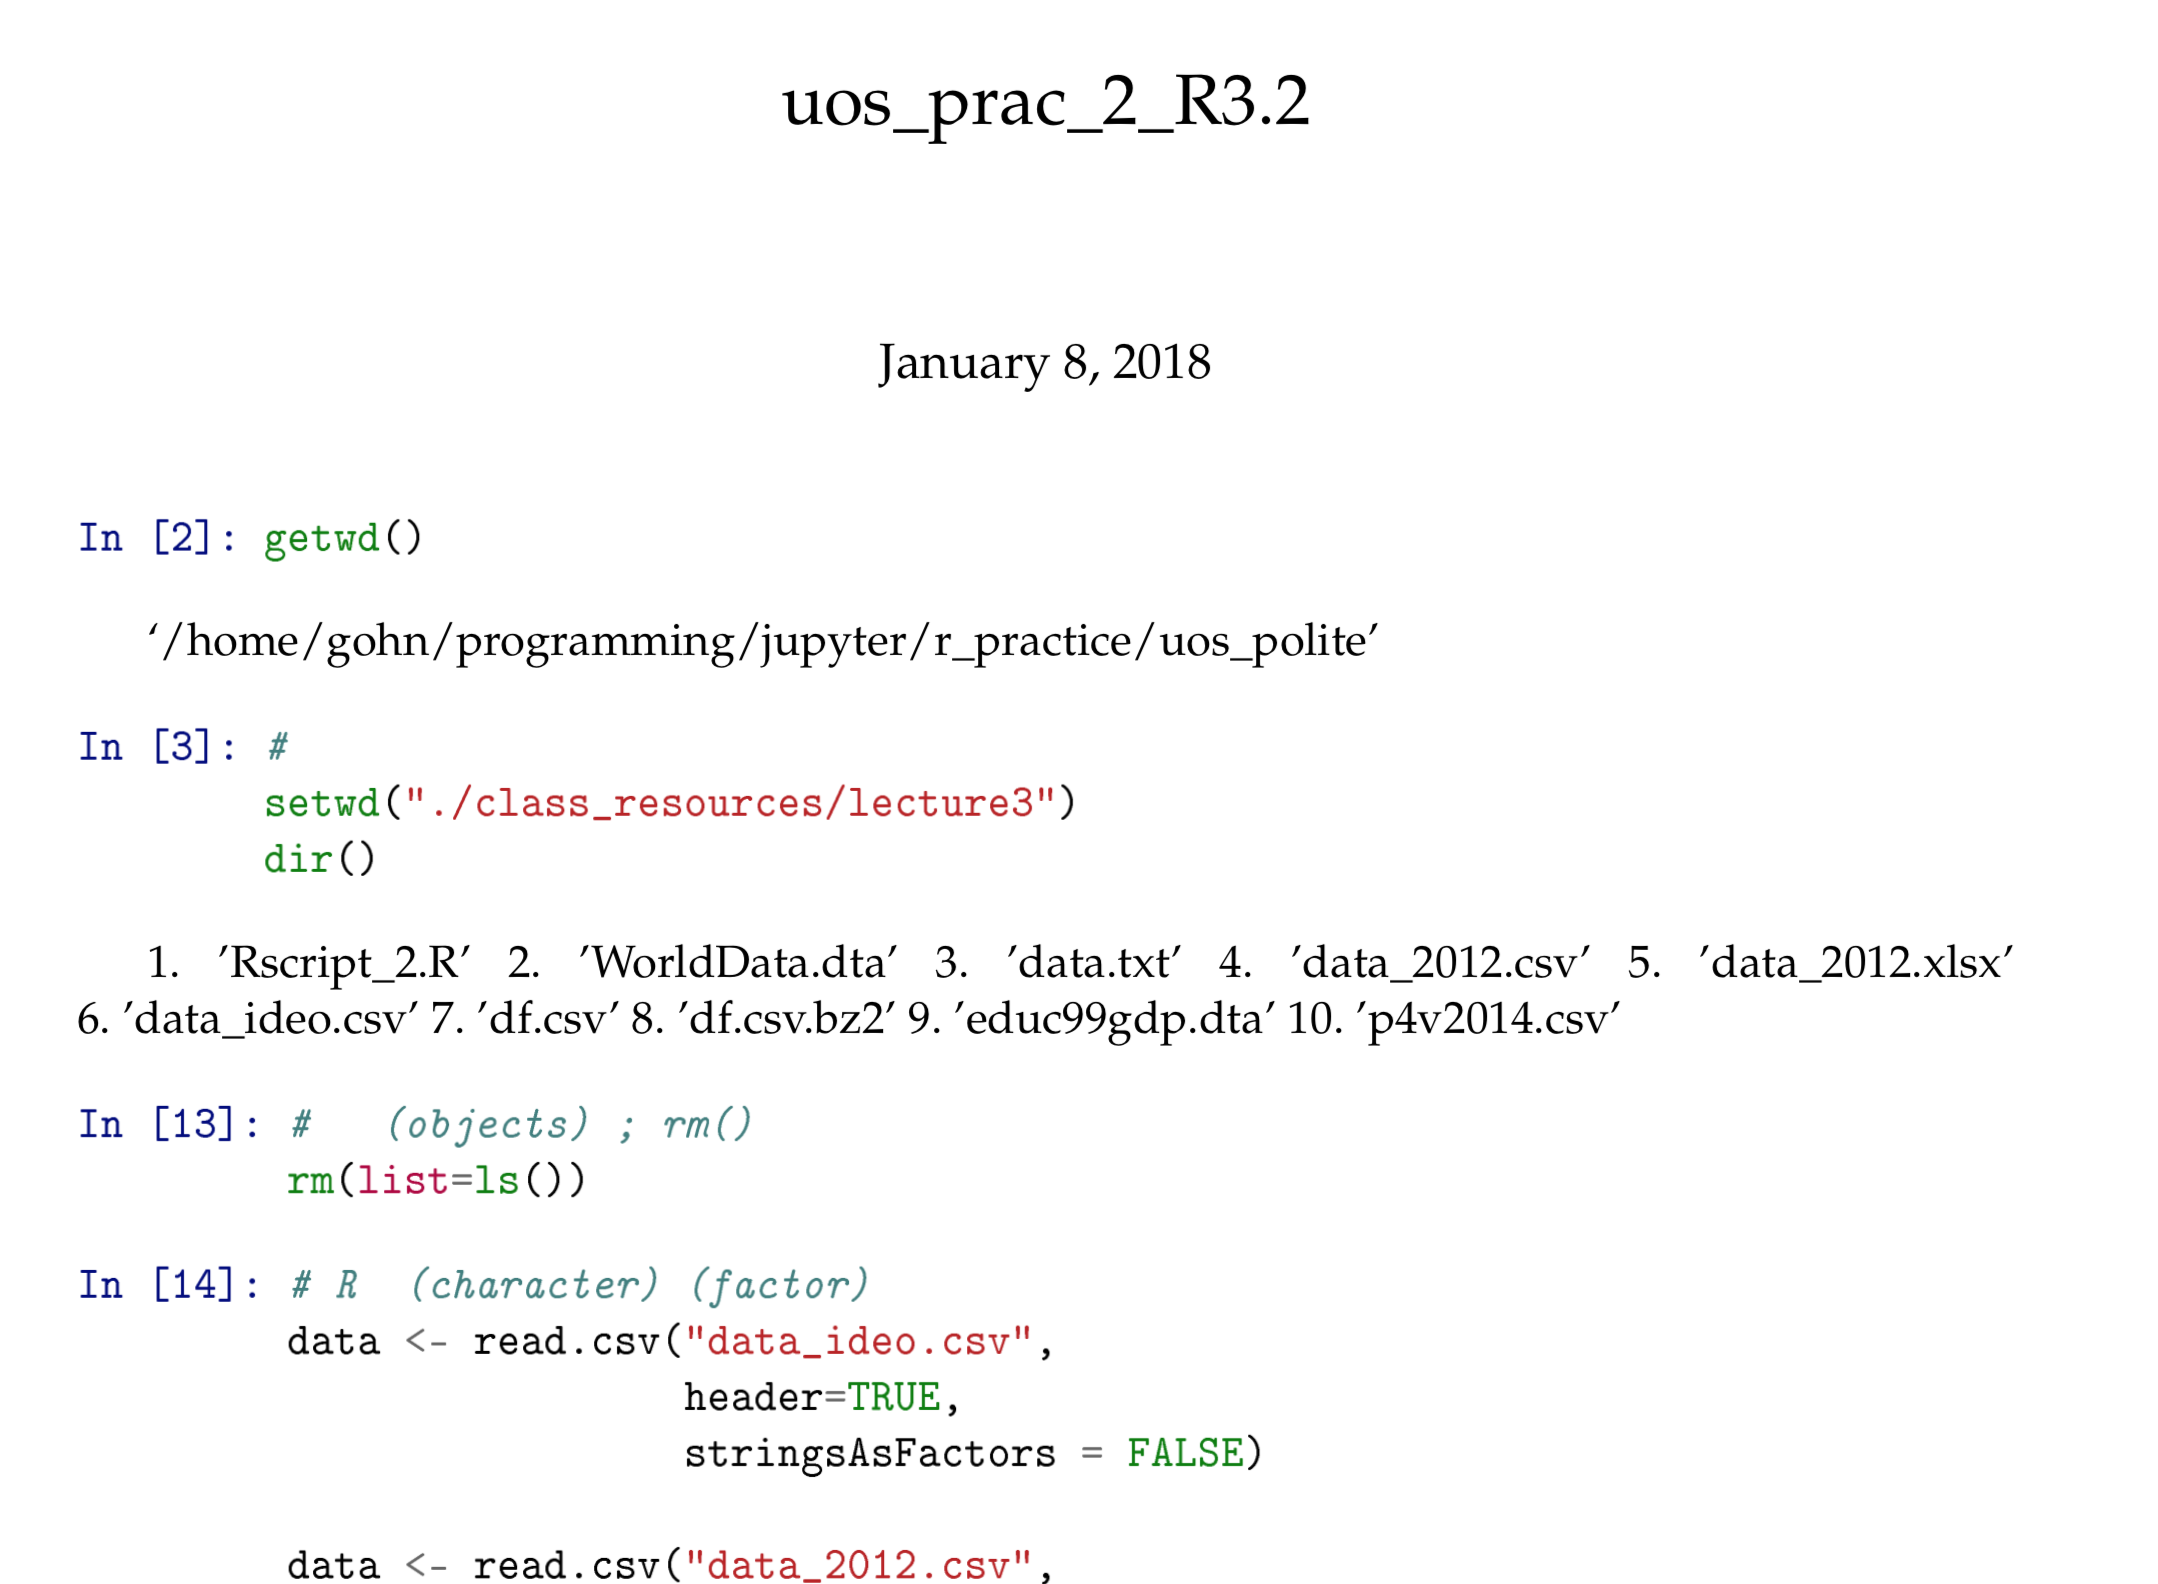 uos_prac_2_R3.2
January 8, 2018
In [2]: getwd()
‘/home/gohn/programming/jupyter/r_practice/uos_polite’
In [3]: #
setwd("./class_resources/lecture3")
dir()
1. ’Rscript_2.R’ 2. ’WorldData.dta’ 3. ’data.txt’ 4. ’data_2012.csv’ 5. ’data_2012.xlsx’
6. ’data_ideo.csv’ 7. ’df.csv’ 8. ’df.csv.bz2’ 9. ’educ99gdp.dta’ 10. ’p4v2014.csv’
In [13]: # (objects) ; rm()
rm(list=ls())
In [14]: # R (character) (factor)
data <- read.csv("data_ideo.csv",
header=TRUE,
stringsAsFactors = FALSE)
data <- read.csv("data_2012.csv",